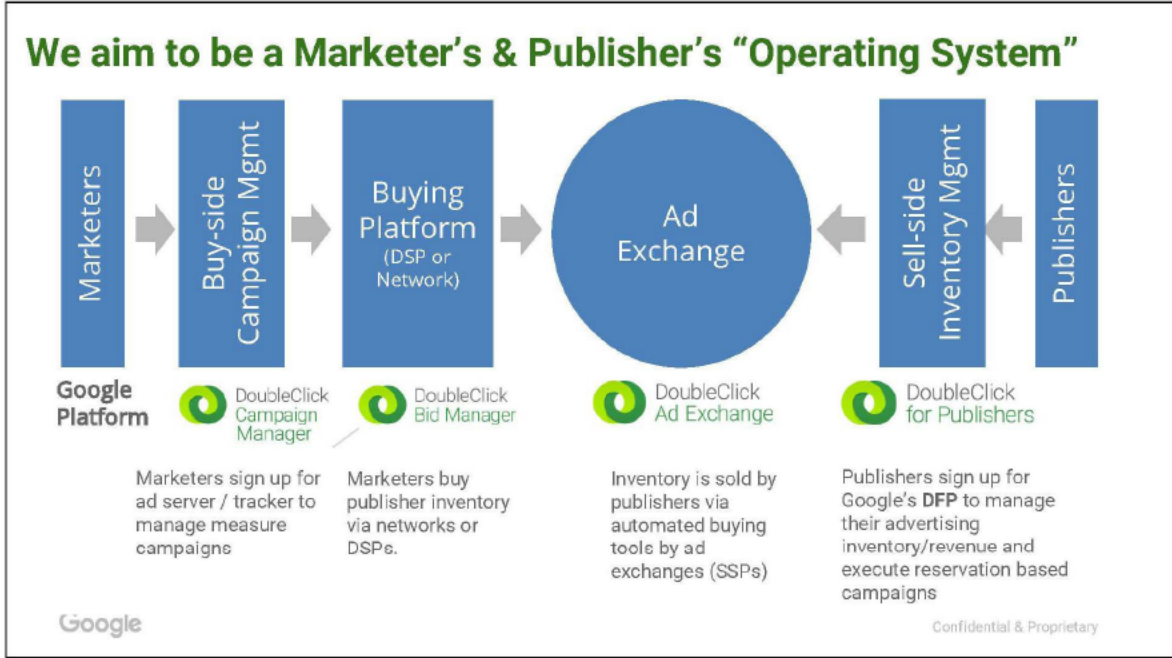 We aim to be a Marketer's & Publisher's "Operating System"
Marketers
Buy-side
Campaign Mgmt
Buying
Platform
(DSP or
Network)
Ad
Exchange
Sell-side
Inventory Mgmt
Publishers
Google
Platform
DoubleClick
Campaign
Manager
DoubleClick
Bid Manager
DoubleClick
Ad Exchange
DoubleClick
for Publishers
Marketers sign up for
ad server / tracker to
manage measure
campaigns
Marketers buy
publisher inventory
via networks or
DSPs.
Inventory is sold by
publishers via
automated buying
tools by ad
exchanges (SSPs)
Publishers sign up for
Google's DFP to manage
their advertising
inventory/revenue and
execute reservation based
campaigns
Google
Confidential & Proprietary